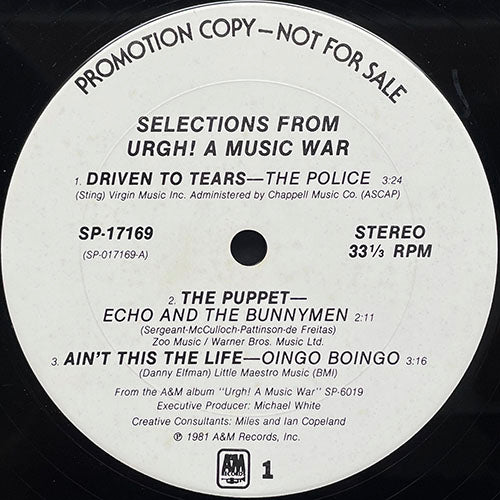 PROMOTION COPY — NOT FOR SALE
SELECTIONS FROM
URGH! A MUSIC WAR
1. DRIVEN TO TEARS—THE POLICE 3:24
(Sting) Virgin Music Inc. Administered by Chappell Music Co. (ASCAP)
SP-17169
(SP-017169-A)
STEREO
33 1/3 RPM
2. THE PUPPET—
ECHO AND THE BUNNYMEN 2:11
(Sergeant-McCulloch-Pattinson-de Freitas)
Zoo Music / Warner Bros. Music Ltd.
3. AIN'T THIS THE LIFE—OINGO BOINGO 3:16
(Danny Elfman) Little Maestro Music (BMI)
From the A&M album "Urgh! A Music War" SP-6019
Executive Producer: Michael White
Creative Consultants: Miles and Ian Copeland
℗ 1981 A&M Records, Inc.
A&M
RECORDS
1